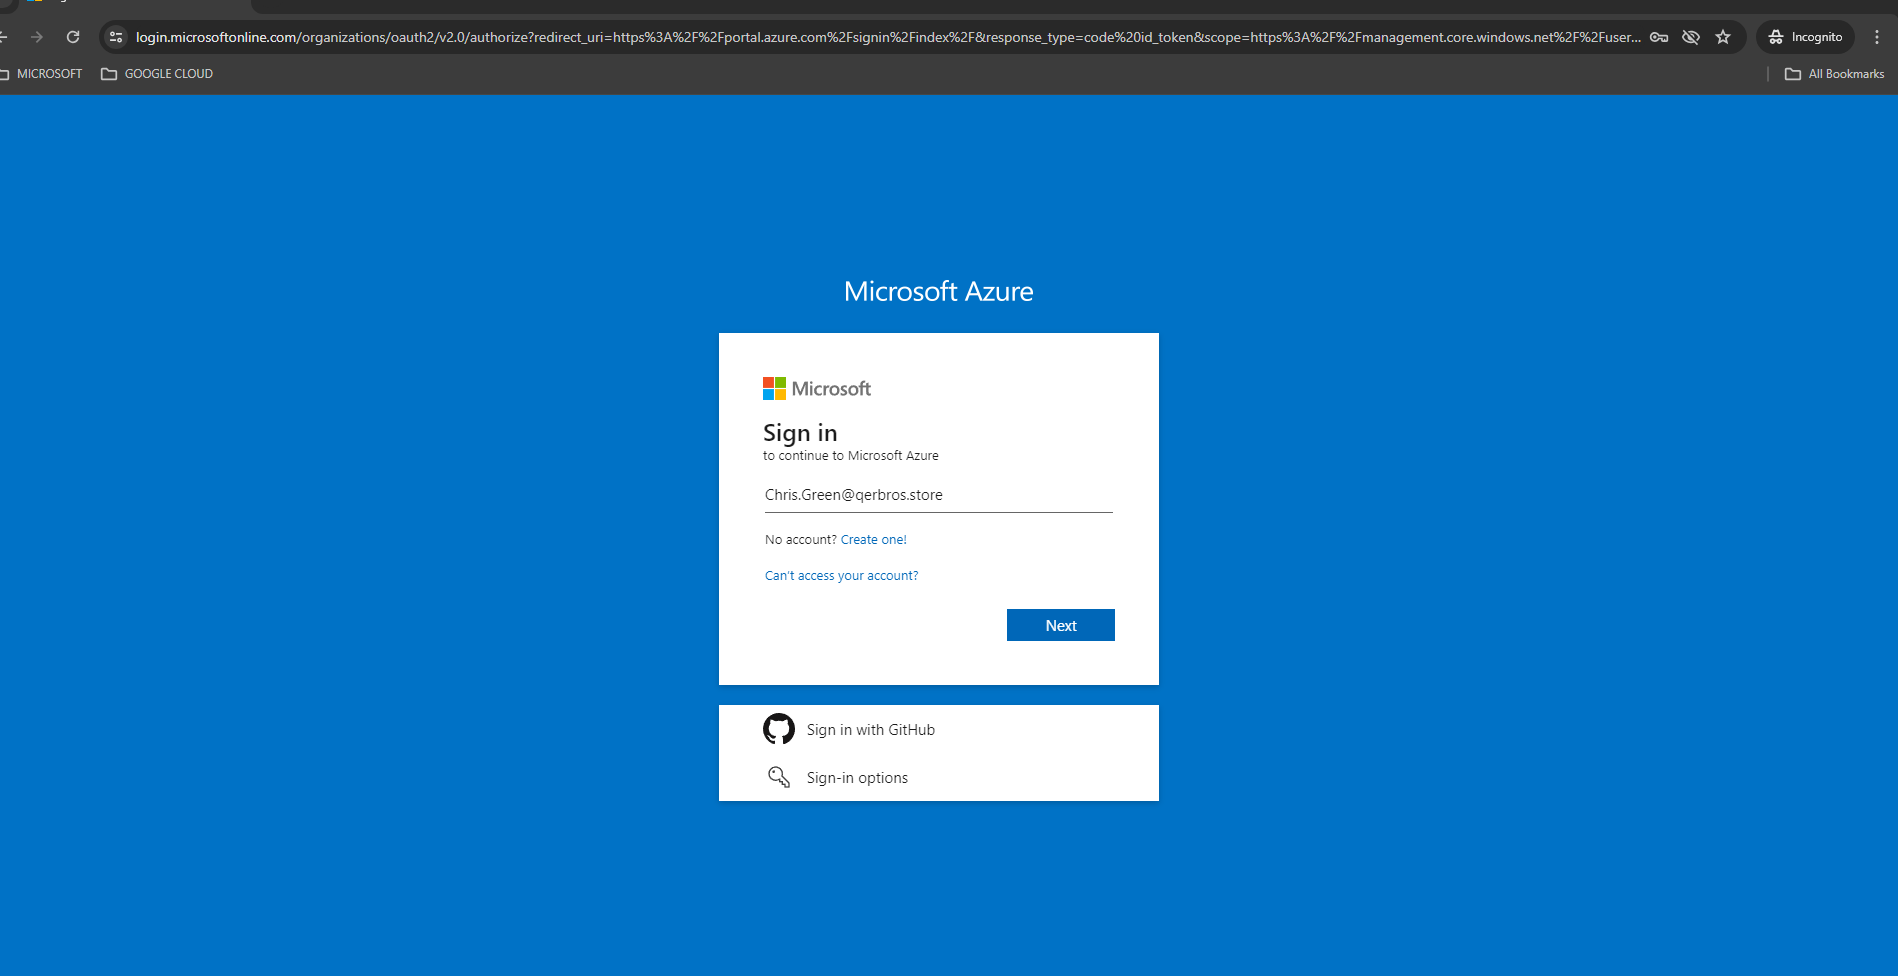 login.microsoftonline.com/organizations/oauth2/v2.0/authorize?redirect_uri=https%3A%2F%2Fportal.azure.com%2Fsignin%2Findex%2F&response_type=code%20id_token&scope=https%3A%2F%2Fmanagement.core.windows.net%2F%2Fuser... Incognito
MICROSOFT GOOGLE CLOUD All Bookmarks
Microsoft Azure
Microsoft
Sign in
to continue to Microsoft Azure
Chris.Green@qerbros.store
No account? Create one!
Can't access your account?
Next
Sign in with GitHub
Sign-in options